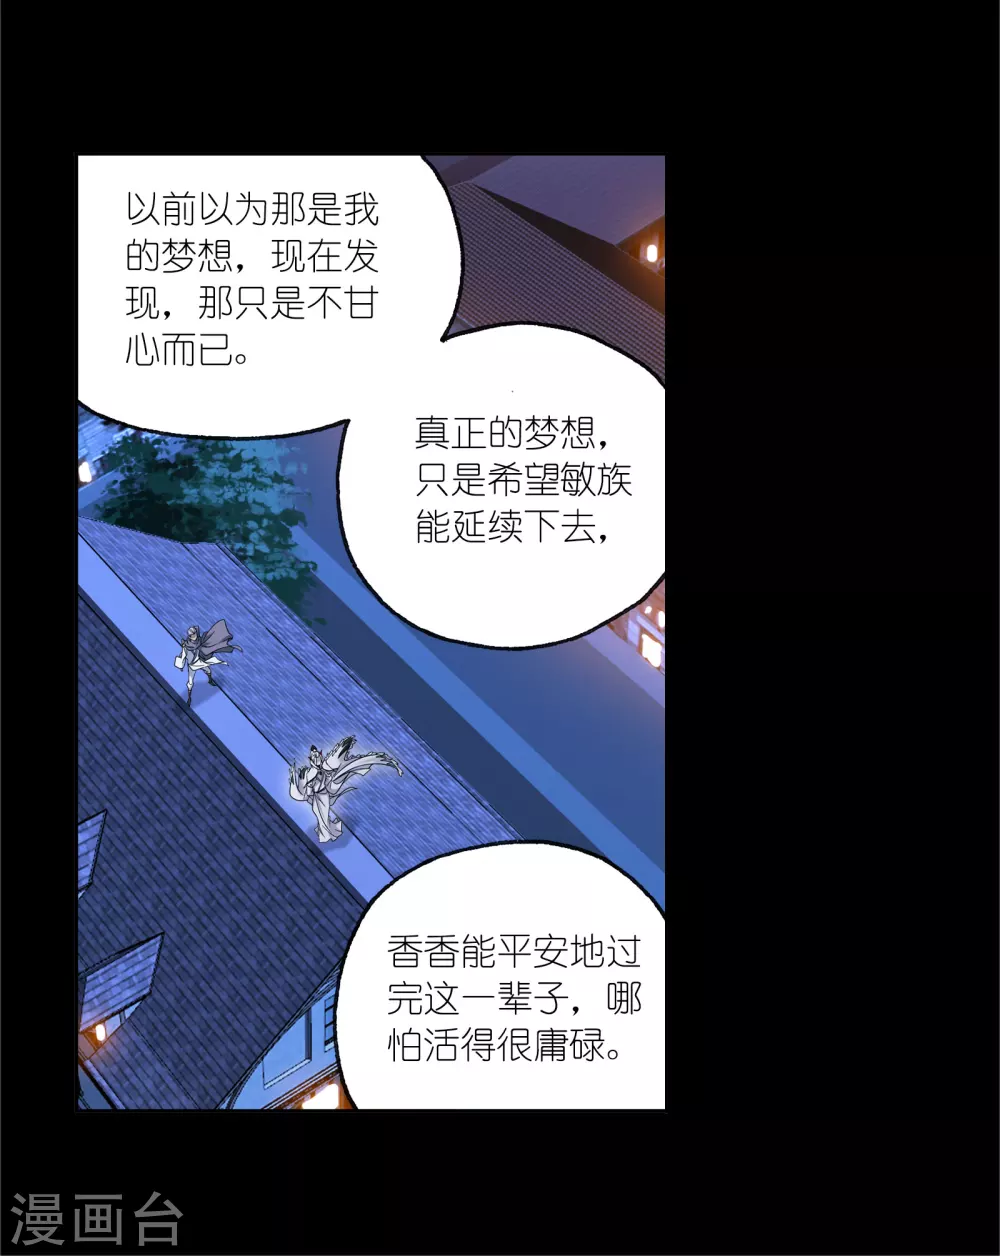 以前以为那是我
的梦想，现在发
现，那只是不甘
心而已。
真正的梦想，
只是希望敏族
能延续下去，
香香能平安地过
完这一辈子，哪
怕活得很庸碌。
漫画台